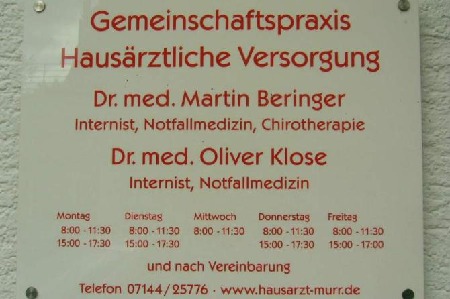 Gemeinschaftspraxis
Hausärztliche Versorgung
Dr. med. Martin Beringer
Internist, Notfallmedizin, Chirotherapie
Dr. med. Oliver Klose
Internist, Notfallmedizin
Montag Dienstag Mittwoch Donnerstag Freitag
8:00 - 11:30 8:00 - 11:30 8:00 - 11:30 8:00 - 11:30 8:00 - 11:30
15:00 - 17:30 15:00 - 17:30 15:00 - 17:30 15:00 - 17:00
und nach Vereinbarung
Telefon 07144/25776 · www.hausarzt-murr.de